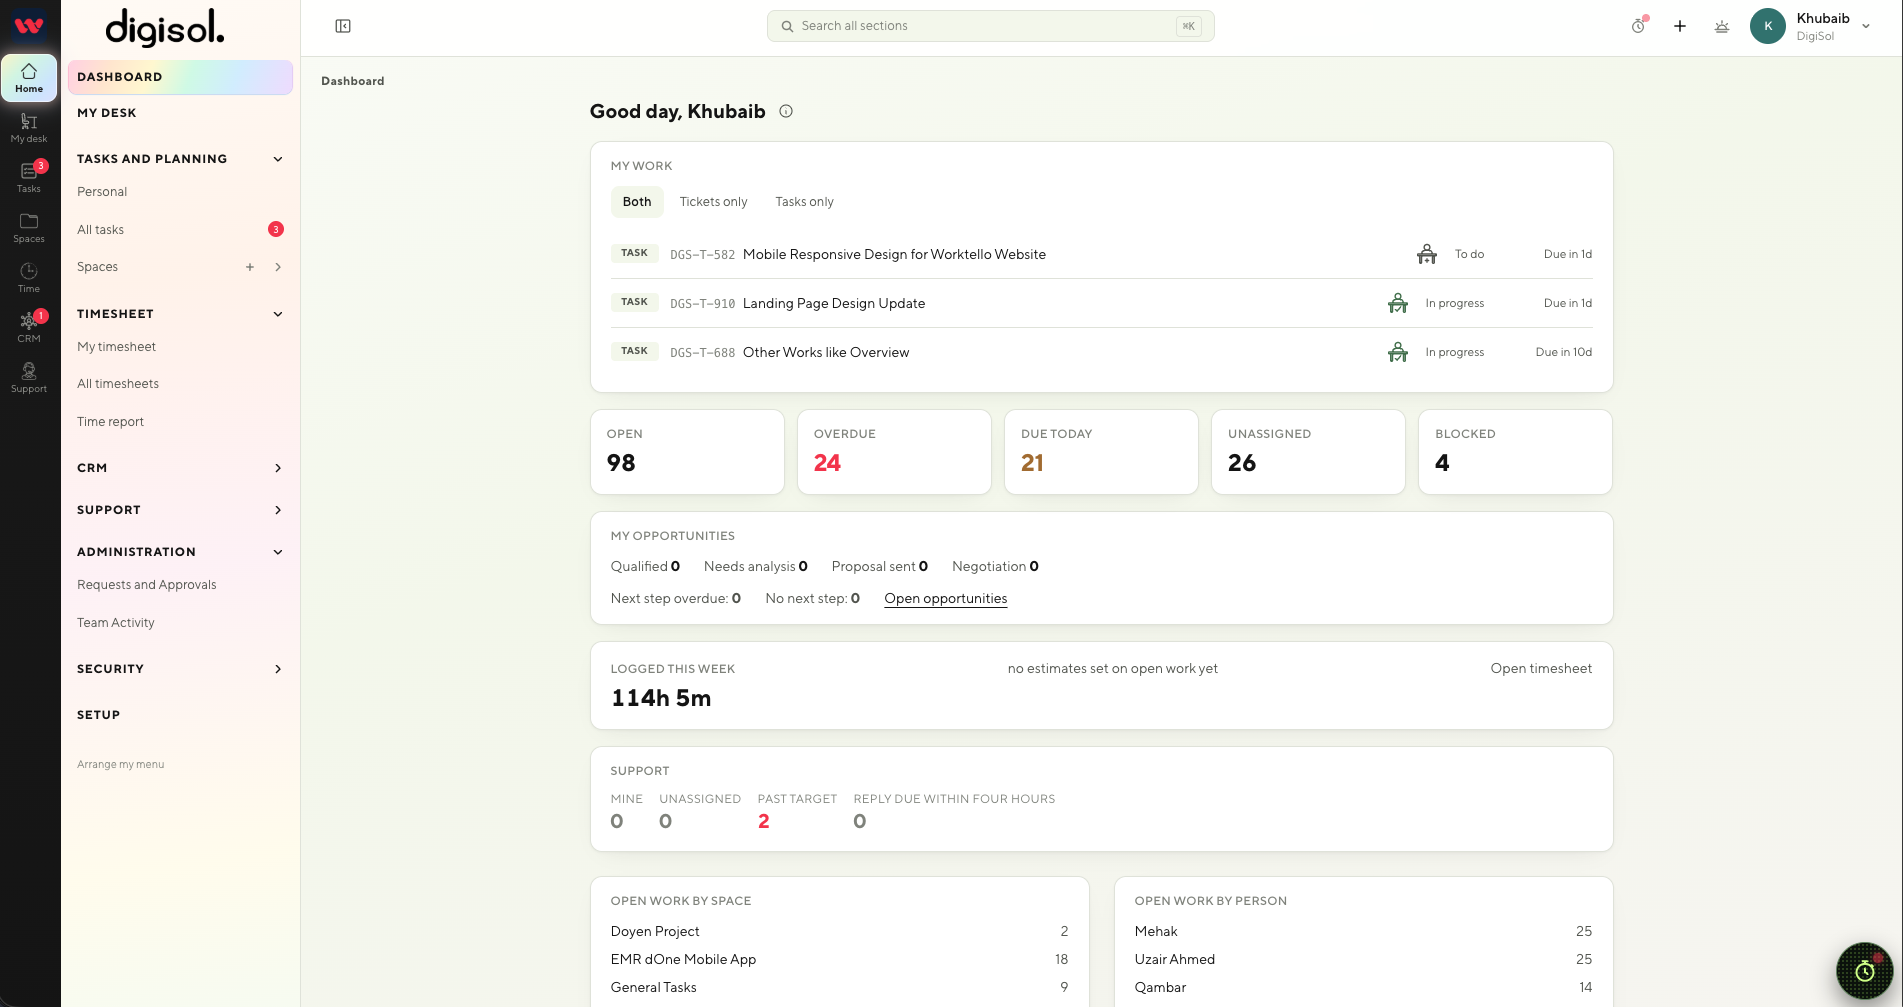 digisol.
Search all sections
⌘K
K
Khubaib
DigiSol
Home
My desk
3
Tasks
Spaces
Time
1
CRM
Support
DASHBOARD
MY DESK
TASKS AND PLANNING
Personal
All tasks
3
Spaces
TIMESHEET
My timesheet
All timesheets
Time report
CRM
SUPPORT
ADMINISTRATION
Requests and Approvals
Team Activity
SECURITY
SETUP
Arrange my menu
Dashboard
Good day, Khubaib
MY WORK
Both Tickets only Tasks only
TASK DGS-T-582 Mobile Responsive Design for Worktello Website To do Due in 1d
TASK DGS-T-910 Landing Page Design Update In progress Due in 1d
TASK DGS-T-688 Other Works like Overview In progress Due in 10d
OPEN
98
OVERDUE
24
DUE TODAY
21
UNASSIGNED
26
BLOCKED
4
MY OPPORTUNITIES
Qualified 0 Needs analysis 0 Proposal sent 0 Negotiation 0
Next step overdue: 0 No next step: 0 Open opportunities
LOGGED THIS WEEK no estimates set on open work yet Open timesheet
114h 5m
SUPPORT
MINE UNASSIGNED PAST TARGET REPLY DUE WITHIN FOUR HOURS
0 0 2 0
OPEN WORK BY SPACE
Doyen Project 2
EMR dOne Mobile App 18
General Tasks 9
OPEN WORK BY PERSON
Mehak 25
Uzair Ahmed 25
Qambar 14